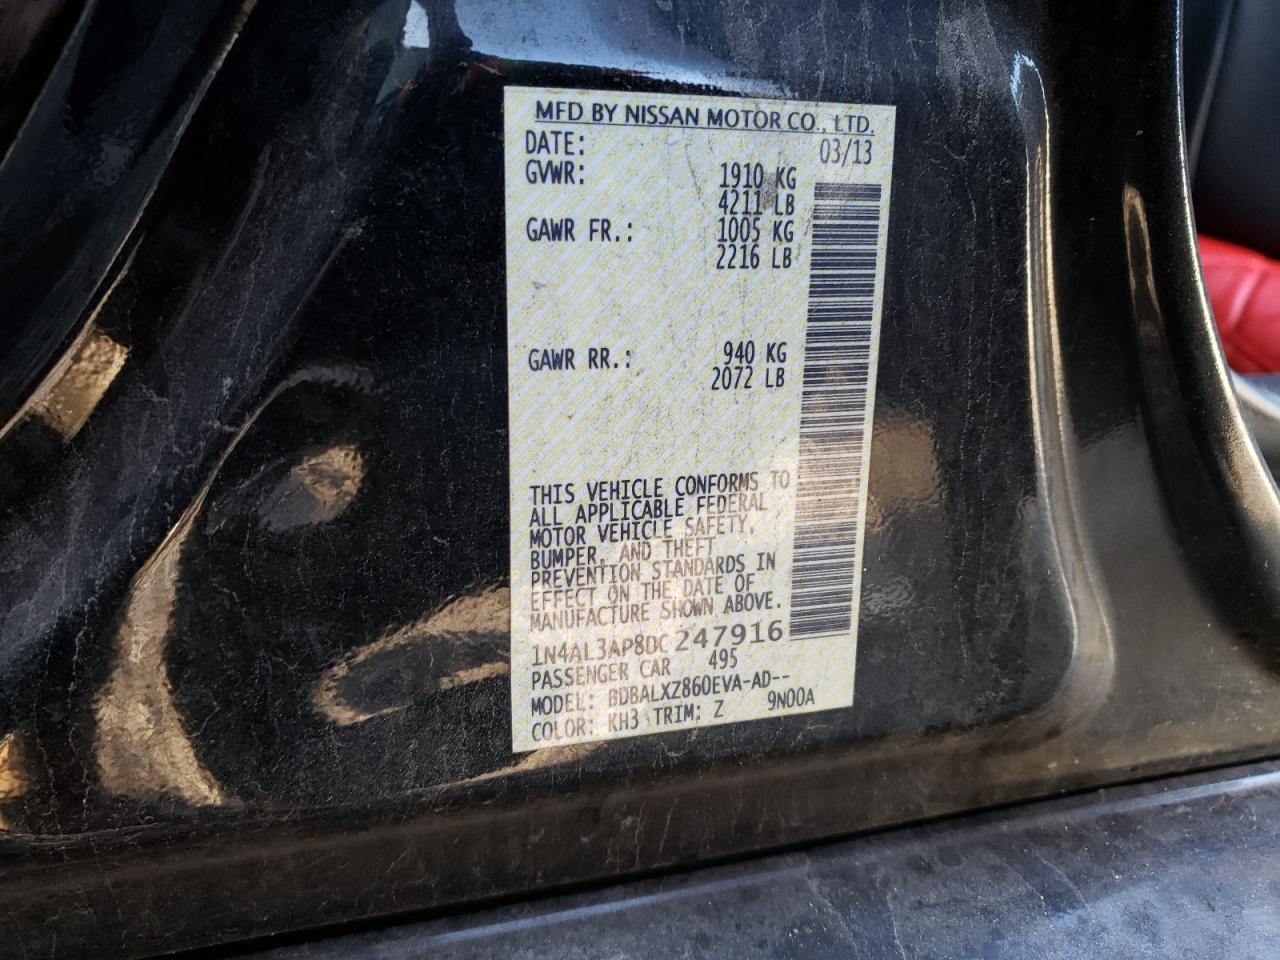 MFD BY NISSAN MOTOR CO., LTD.
DATE: 03/13
GVWR: 1910 KG
4211 LB
GAWR FR.: 1005 KG
2216 LB
GAWR RR.: 940 KG
2072 LB
THIS VEHICLE CONFORMS TO
ALL APPLICABLE FEDERAL
MOTOR VEHICLE SAFETY,
BUMPER, AND THEFT
PREVENTION STANDARDS IN
EFFECT ON THE DATE OF
MANUFACTURE SHOWN ABOVE.
1N4AL3AP8DC247916
PASSENGER CAR 495
MODEL: BDBALXZ860EVA-AD--
COLOR: KH3 TRIM: Z 9N00A